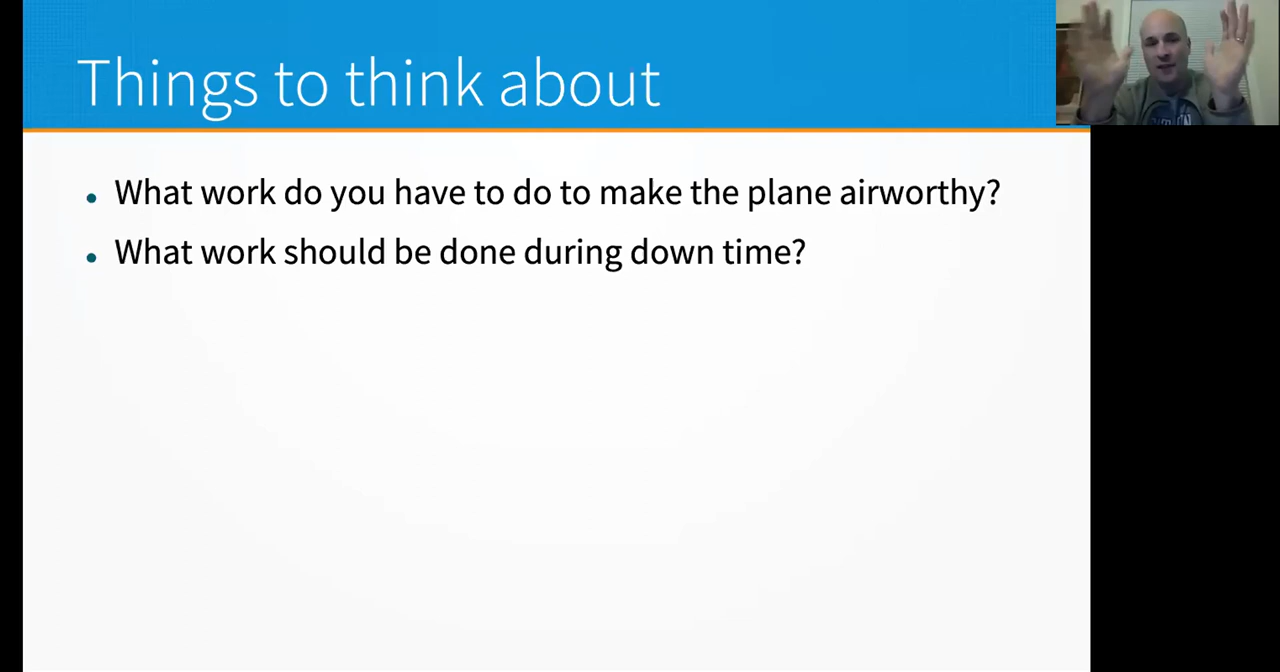 Things to think about
What work do you have to do to make the plane airworthy?
What work should be done during down time?